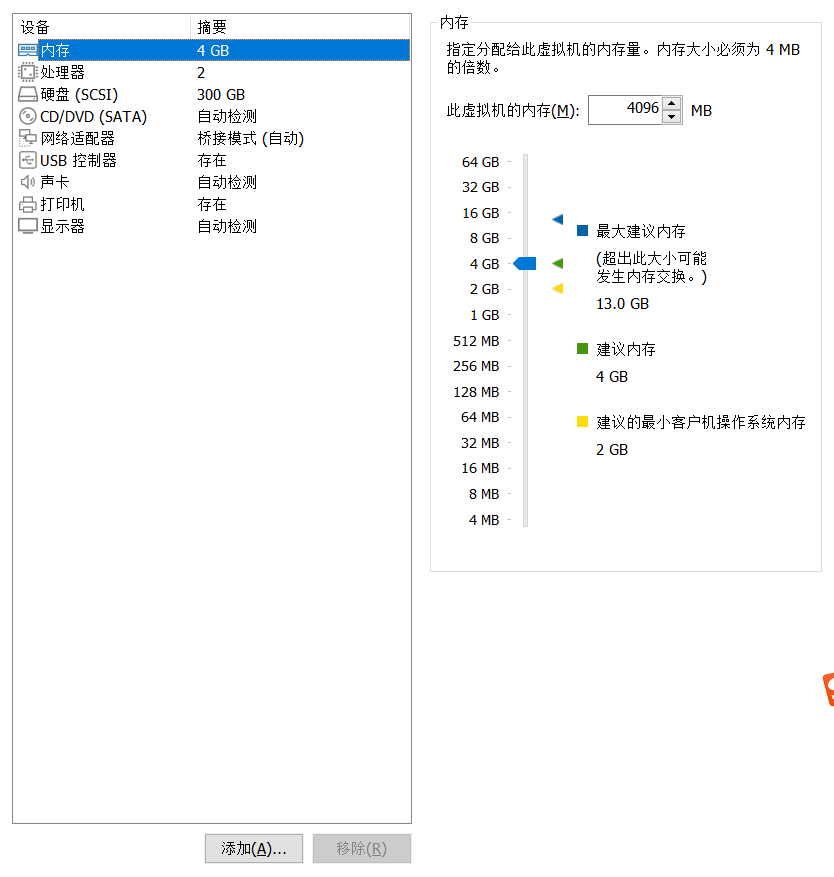 设备 摘要
内存 4 GB
处理器 2
硬盘 (SCSI) 300 GB
CD/DVD (SATA) 自动检测
网络适配器 桥接模式 (自动)
USB 控制器 存在
声卡 自动检测
打印机 存在
显示器 自动检测
添加(A)... 移除(R)
内存
指定分配给此虚拟机的内存量。内存大小必须为 4 MB
的倍数。
此虚拟机的内存(M): 4096 MB
64 GB
32 GB
16 GB
8 GB
4 GB
2 GB
1 GB
512 MB
256 MB
128 MB
64 MB
32 MB
16 MB
8 MB
4 MB
最大建议内存
(超出此大小可能
发生内存交换。)
13.0 GB
建议内存
4 GB
建议的最小客户机操作系统内存
2 GB